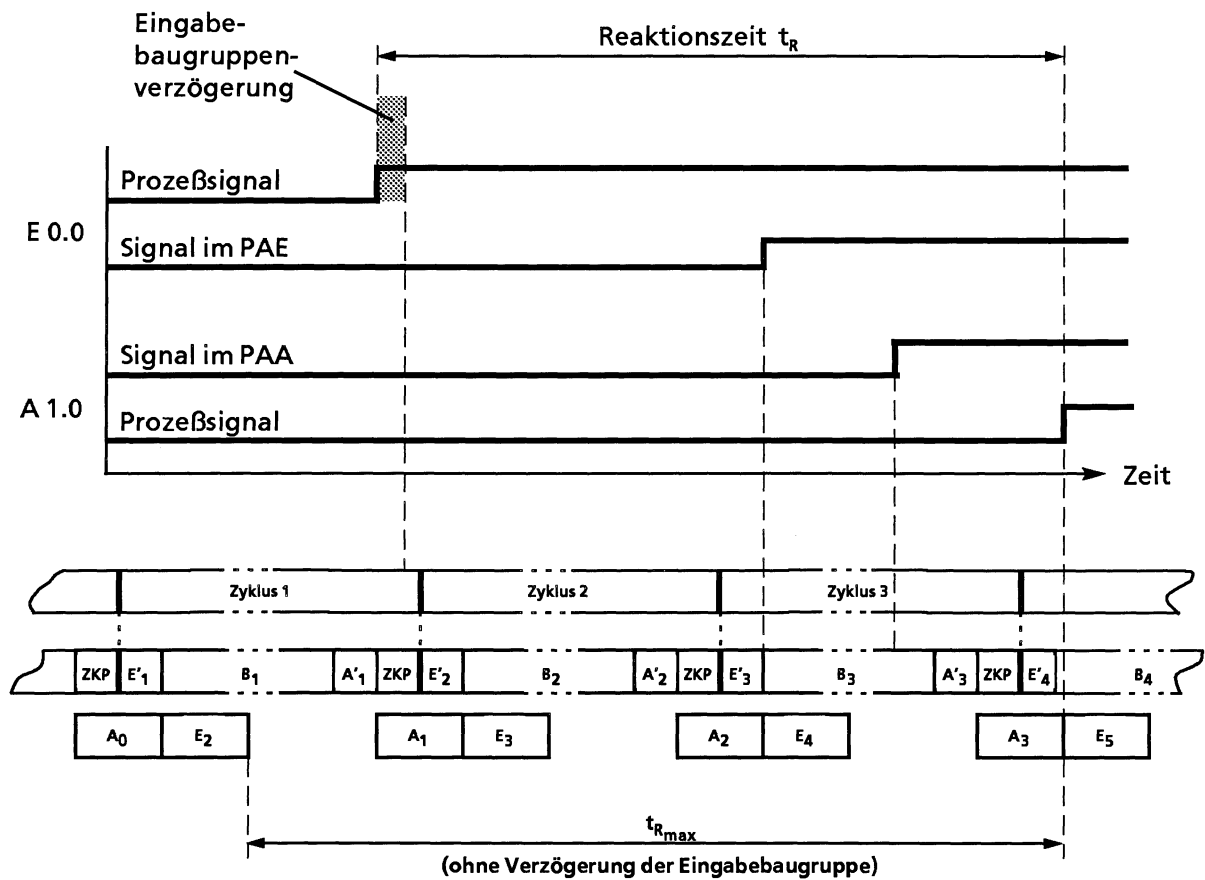 Eingabe-
baugruppen-
verzögerung
Reaktionszeit tR
Prozeßsignal
E 0.0
Signal im PAE
Signal im PAA
A 1.0
Prozeßsignal
Zeit
Zyklus 1 Zyklus 2 Zyklus 3
ZKP E'1 B1 A'1 ZKP E'2 B2 A'2 ZKP E'3 B3 A'3 ZKP E'4 B4
A0 E2 A1 E3 A2 E4 A3 E5
tRmax
(ohne Verzögerung der Eingabebaugruppe)